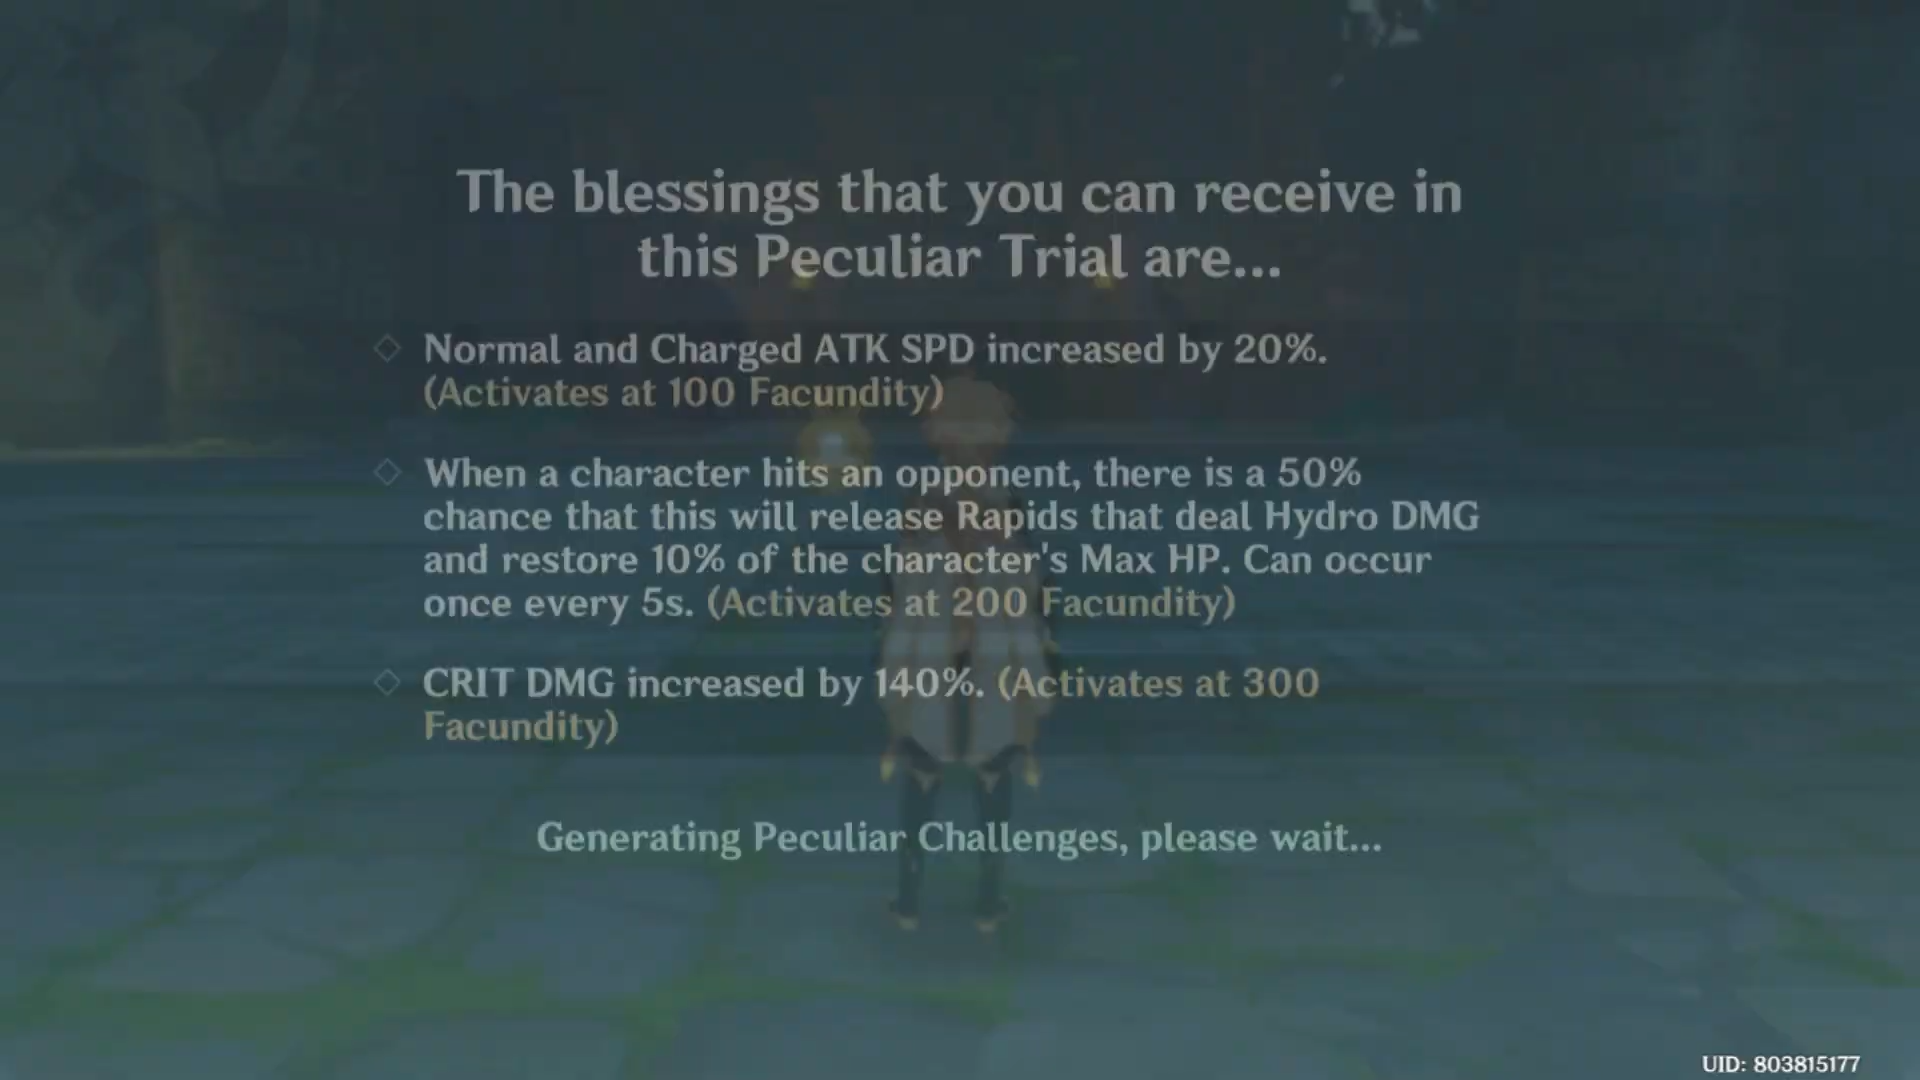 The blessings that you can receive in
this Peculiar Trial are...
Normal and Charged ATK SPD increased by 20%.
(Activates at 100 Facundity)
When a character hits an opponent, there is a 50%
chance that this will release Rapids that deal Hydro DMG
and restore 10% of the character's Max HP. Can occur
once every 5s. (Activates at 200 Facundity)
CRIT DMG increased by 140%. (Activates at 300
Facundity)
Generating Peculiar Challenges, please wait...
UID: 803815177